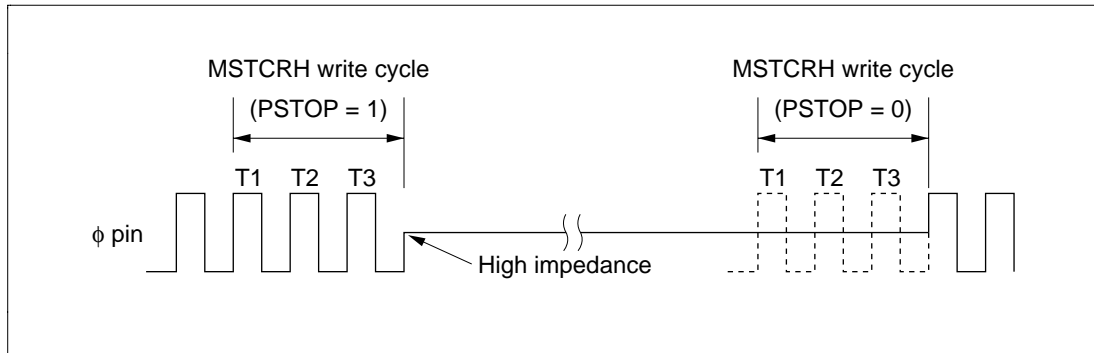 MSTCRH write cycle
(PSTOP = 1)
MSTCRH write cycle
(PSTOP = 0)
T1 T2 T3
T1 T2 T3
ϕ pin
High impedance